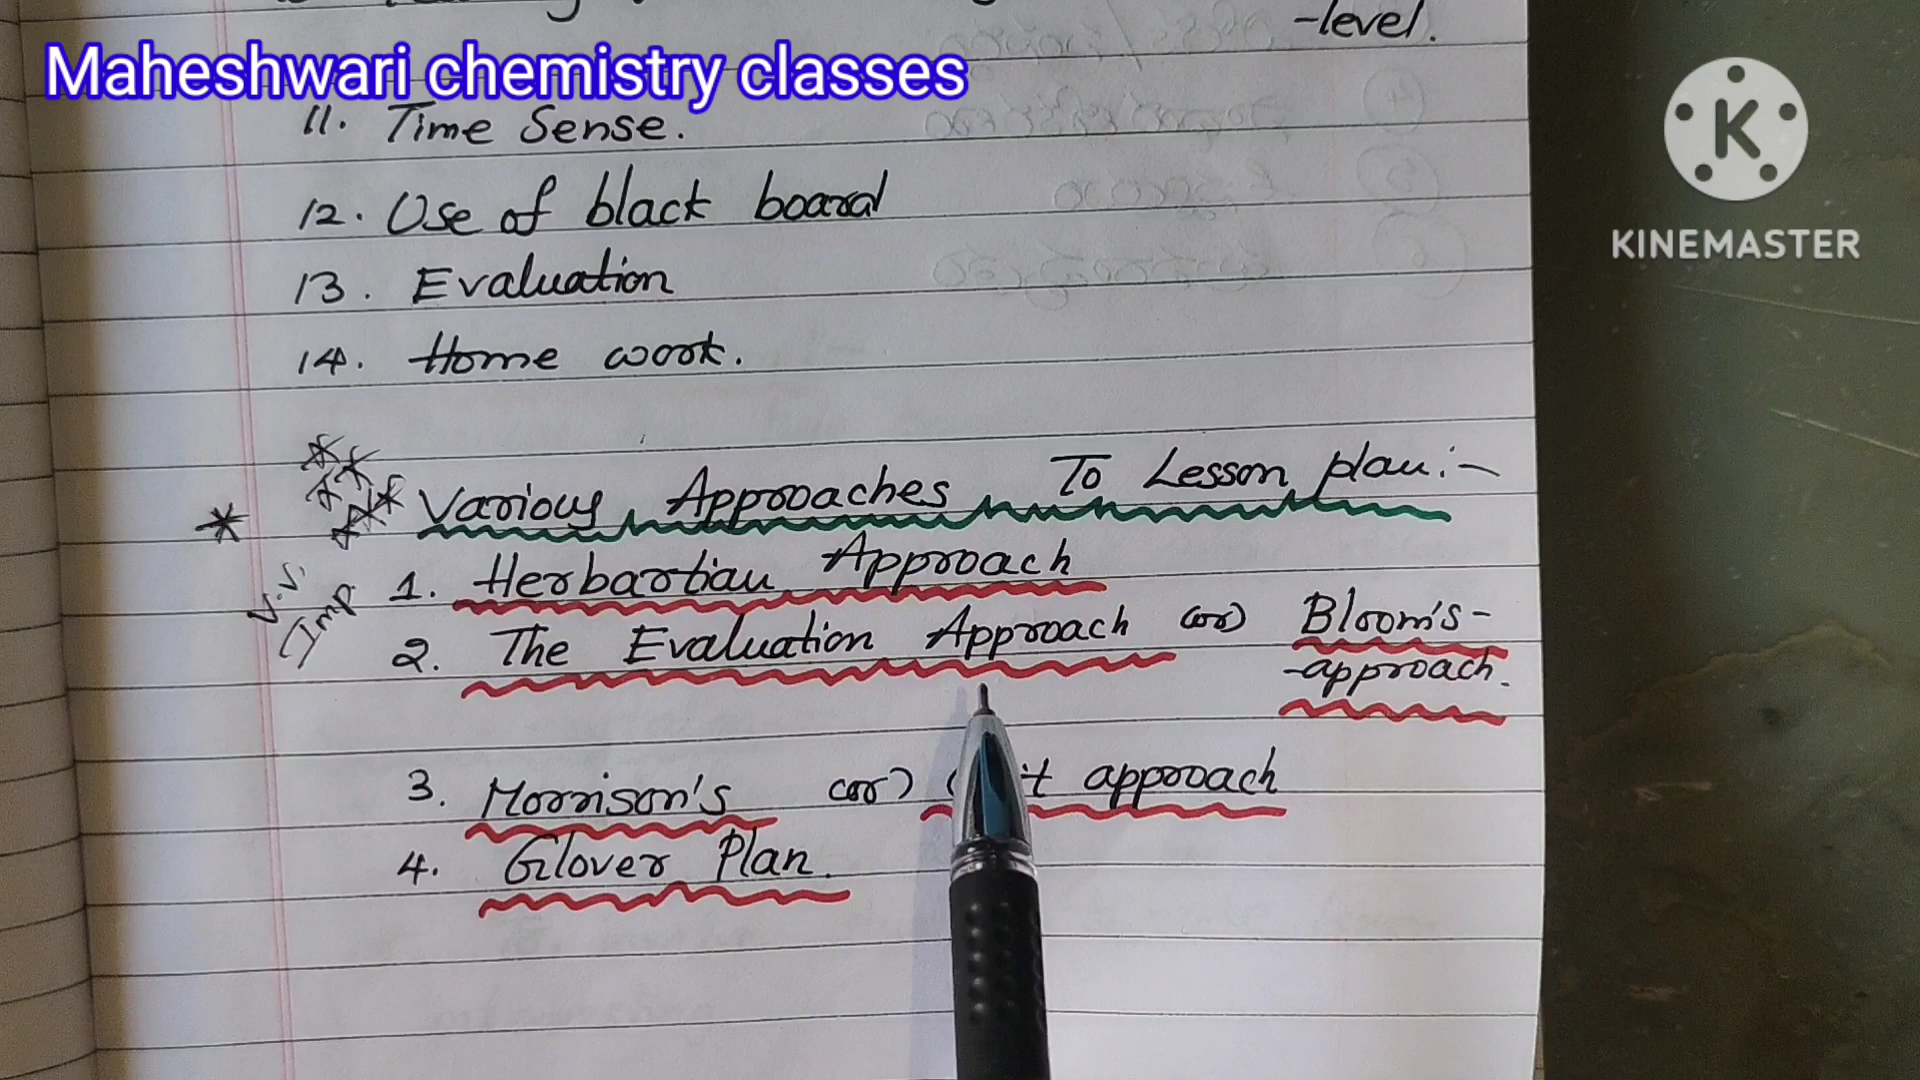 -level.
Maheshwari chemistry classes
11. Time Sense.
12. Use of black board
13. Evaluation
14. Home work.
Various Approaches To Lesson plan:-
V.V. Imp
1. Herbartian Approach
2. The Evaluation Approach (or) Bloom's-
-approach.
3. Morrison's (or) approach
4. Glover Plan.
K
KINEMASTER